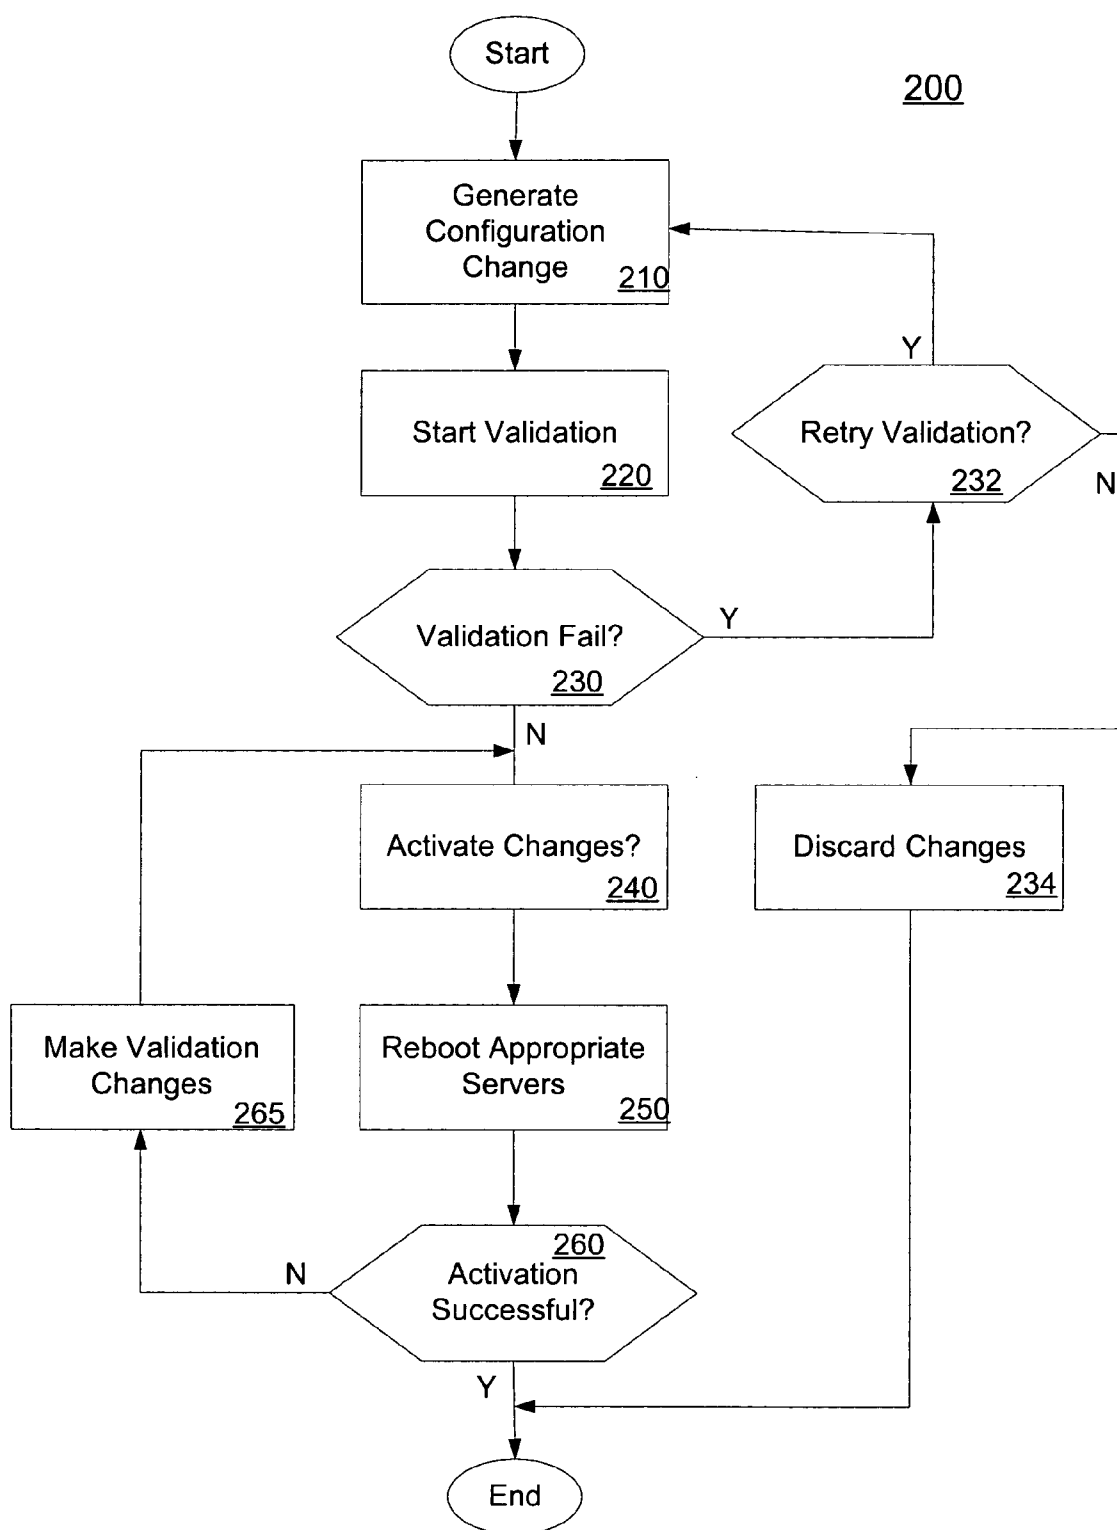 Start
200
Generate
Configuration
Change
210
Y
Start Validation
220
Retry Validation?
232
N
Validation Fail?
230
Y
N
Activate Changes?
240
Discard Changes
234
Make Validation
Changes
265
Reboot Appropriate
Servers
250
260
Activation
Successful?
N
Y
End